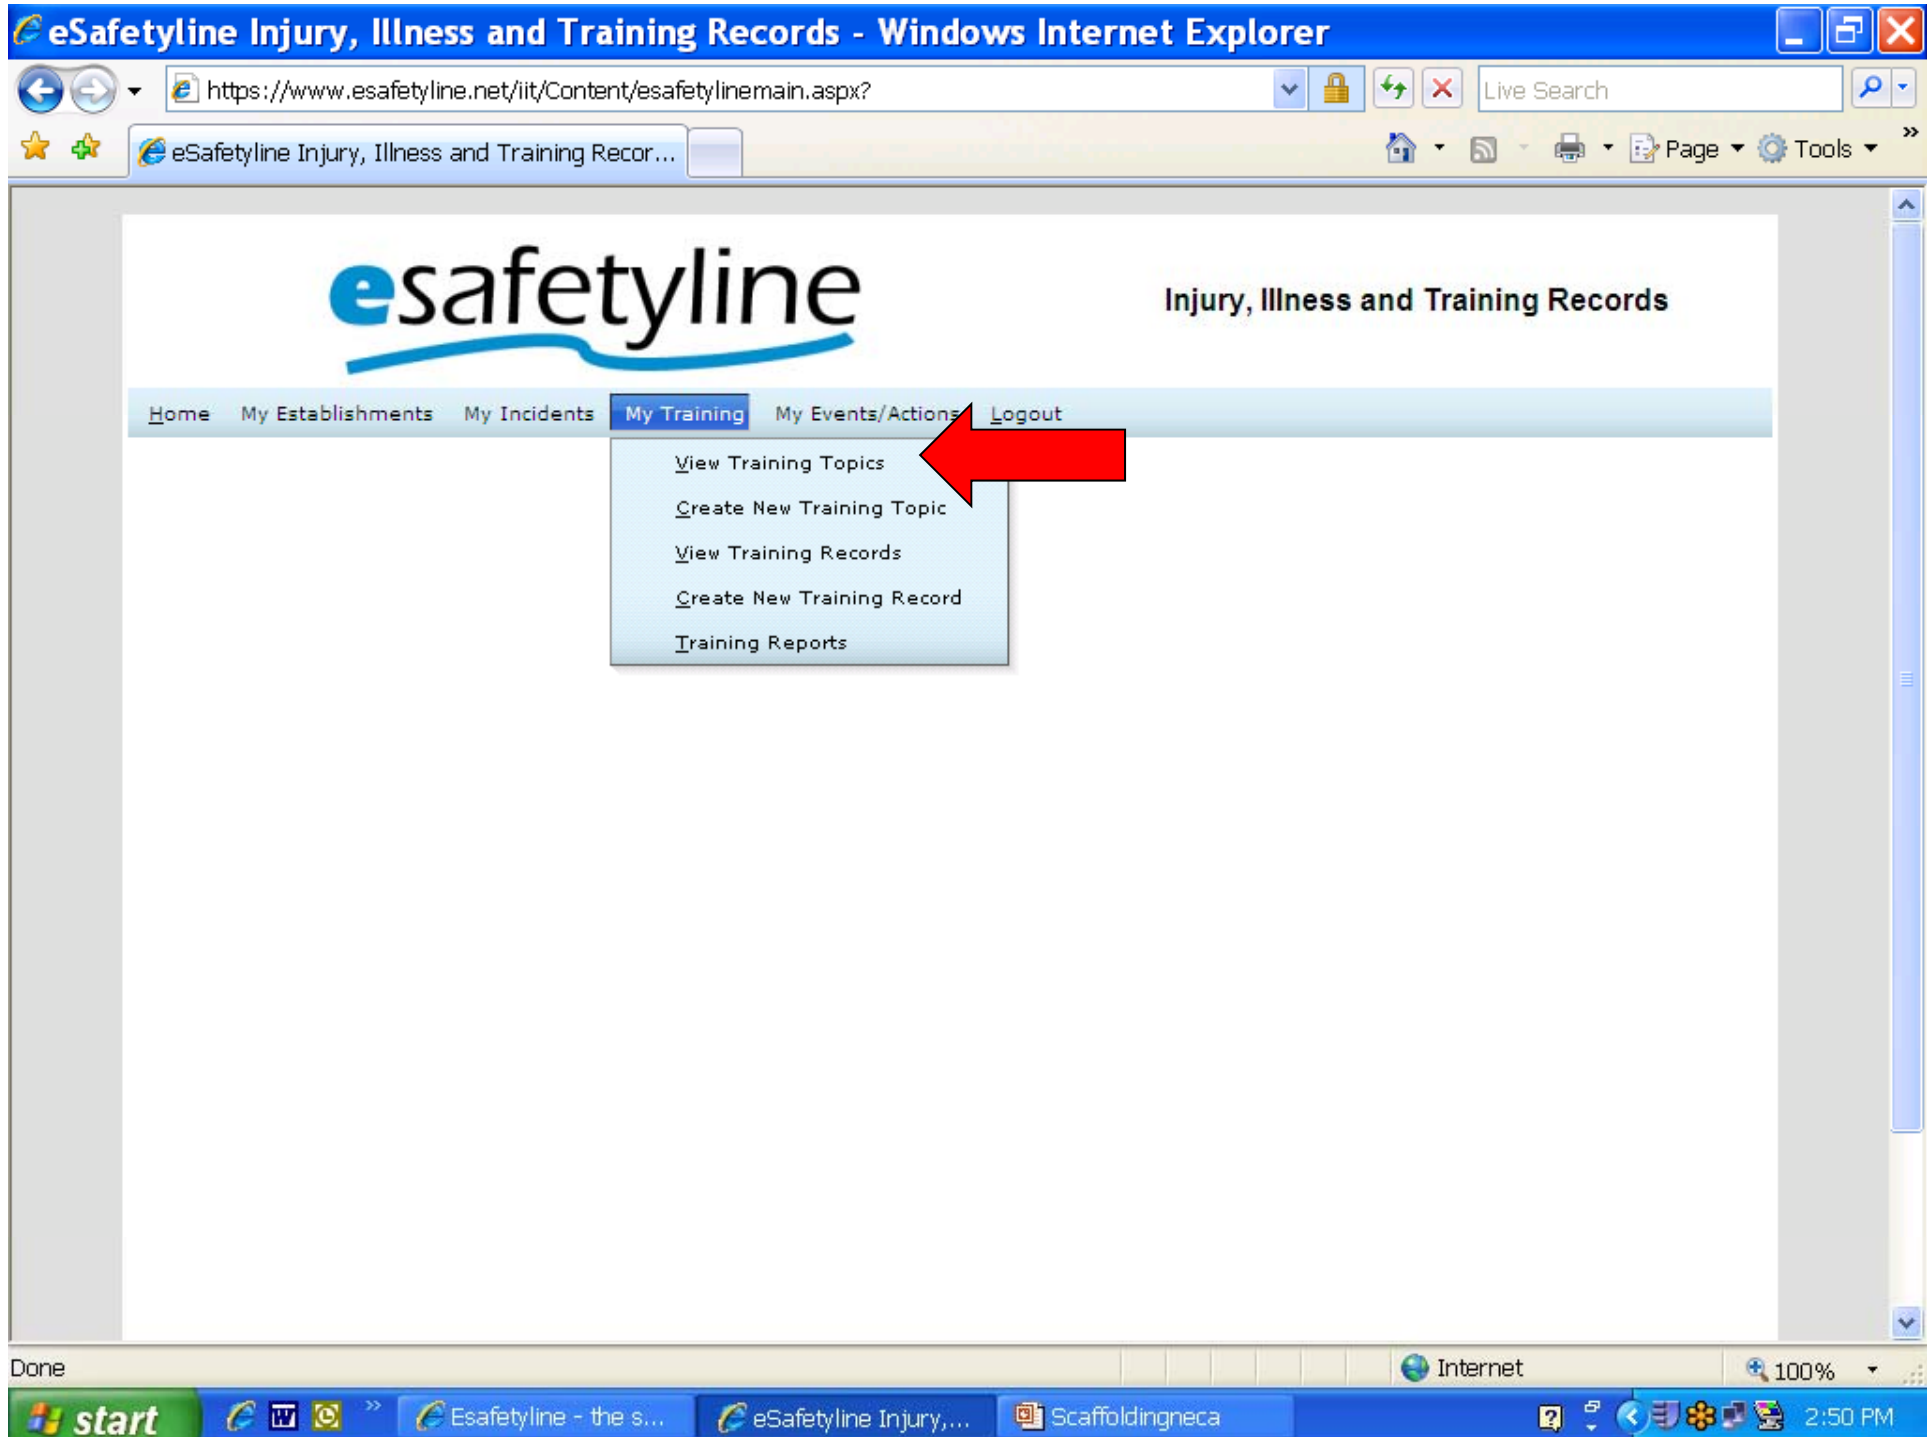 eSafetyline Injury, Illness and Training Records - Windows Internet Explorer
https://www.esafetyline.net/iit/Content/esafetylinemain.aspx?
Live Search
eSafetyline Injury, Illness and Training Recor...
Page
Tools
esafetyline
Injury, Illness and Training Records
Home My Establishments My Incidents My Training My Events/Actions Logout
View Training Topics
Create New Training Topic
View Training Records
Create New Training Record
Training Reports
Done
Internet
100%
start
Esafetyline - the s...
eSafetyline Injury,...
Scaffoldingneca
2:50 PM